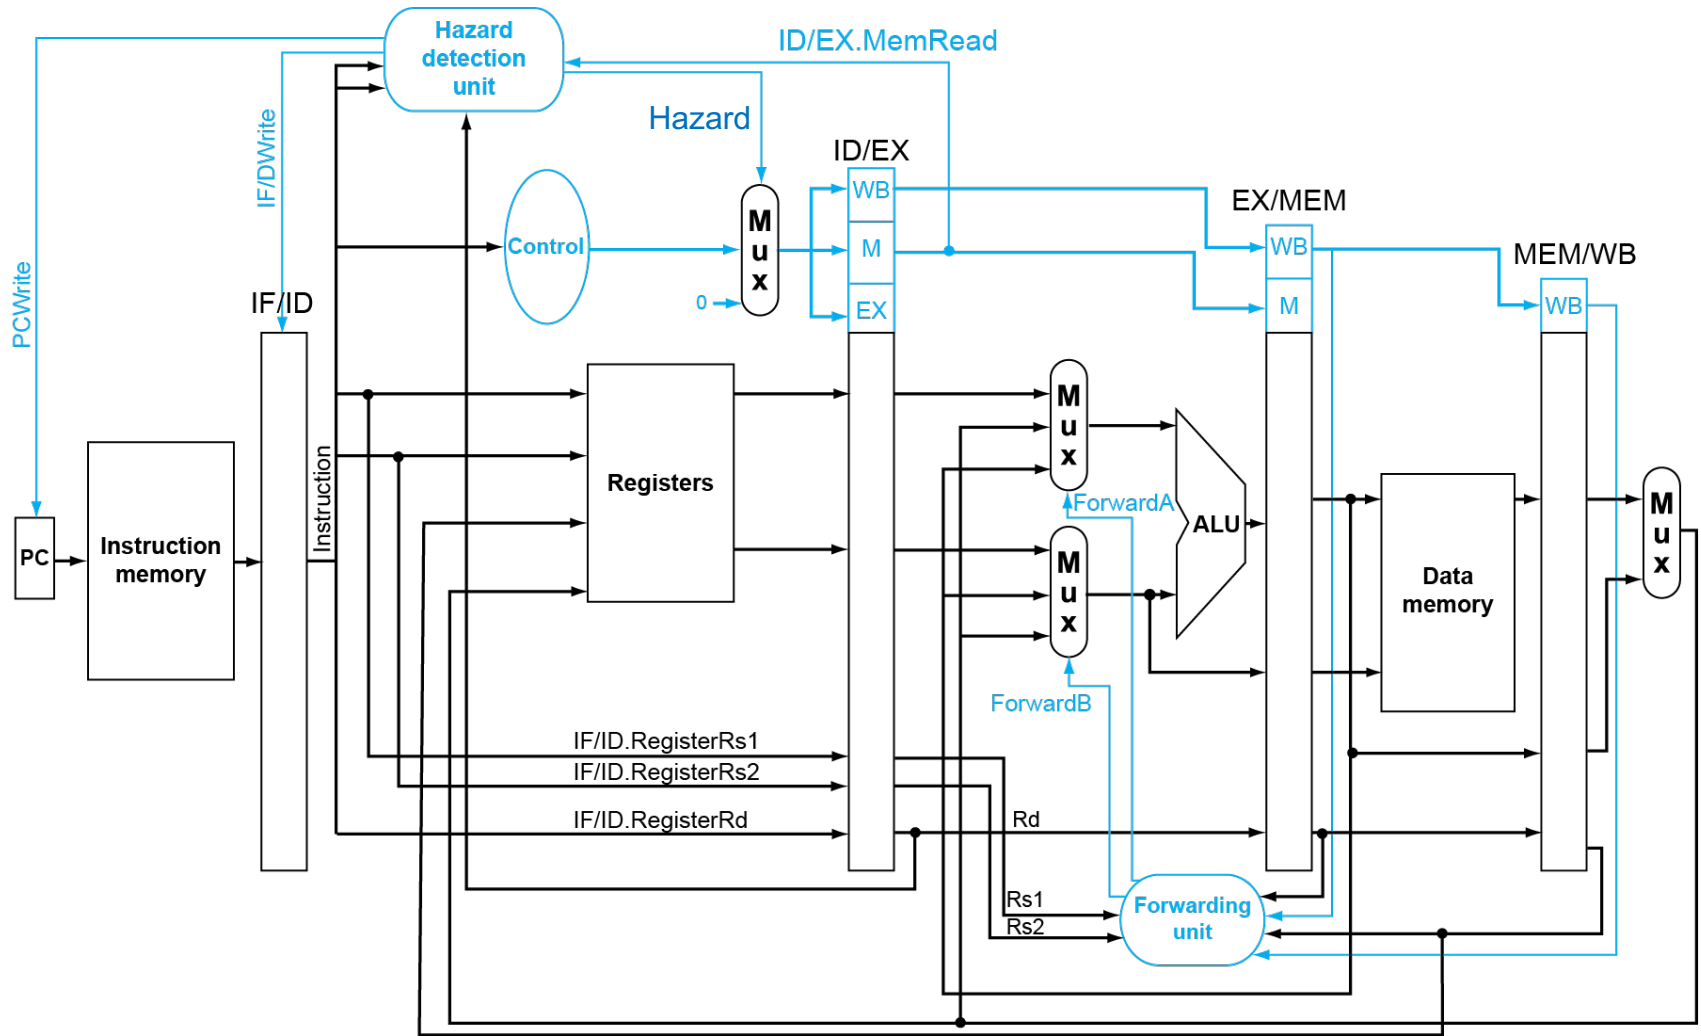 Hazard
detection
unit
ID/EX.MemRead
Hazard
IF/DWrite
PCWrite
ID/EX
WB
M
EX
Control
M
u
x
0
EX/MEM
WB
M
MEM/WB
WB
IF/ID
Instruction
PC
Instruction
memory
Registers
M
u
x
ForwardA
M
u
x
ForwardB
ALU
Data
memory
M
u
x
IF/ID.RegisterRs1
IF/ID.RegisterRs2
IF/ID.RegisterRd
Rd
Rs1
Rs2
Forwarding
unit